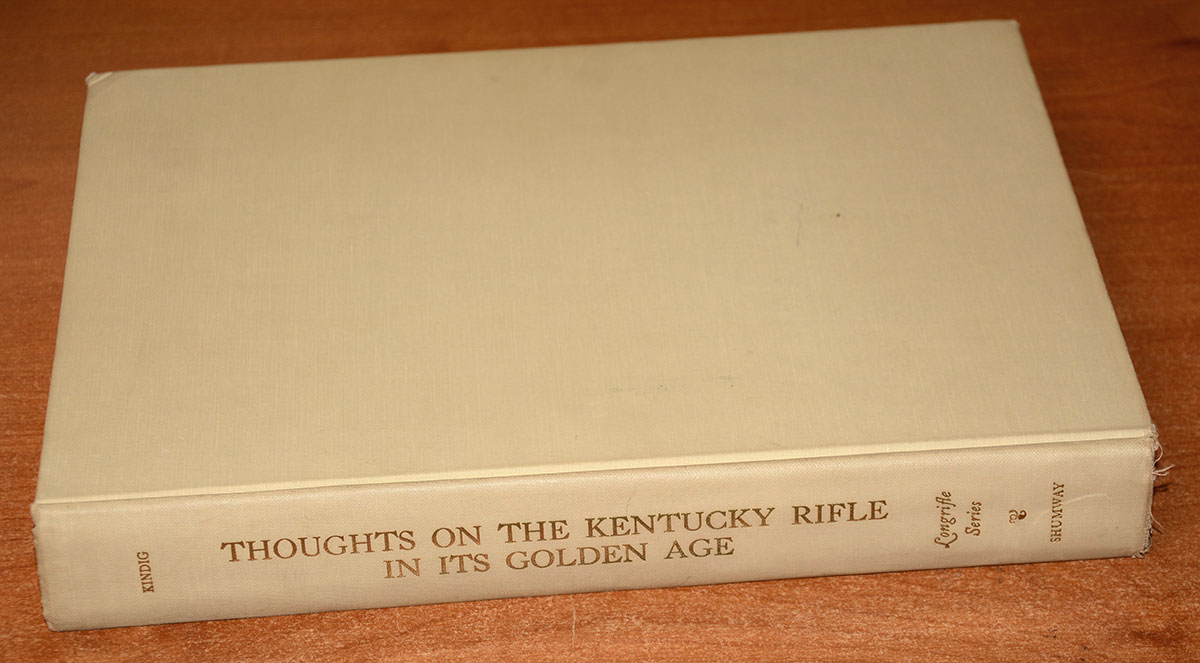 KINDIG
THOUGHTS ON THE KENTUCKY RIFLE
IN ITS GOLDEN AGE
Longrifle
Series
SHUMWAY